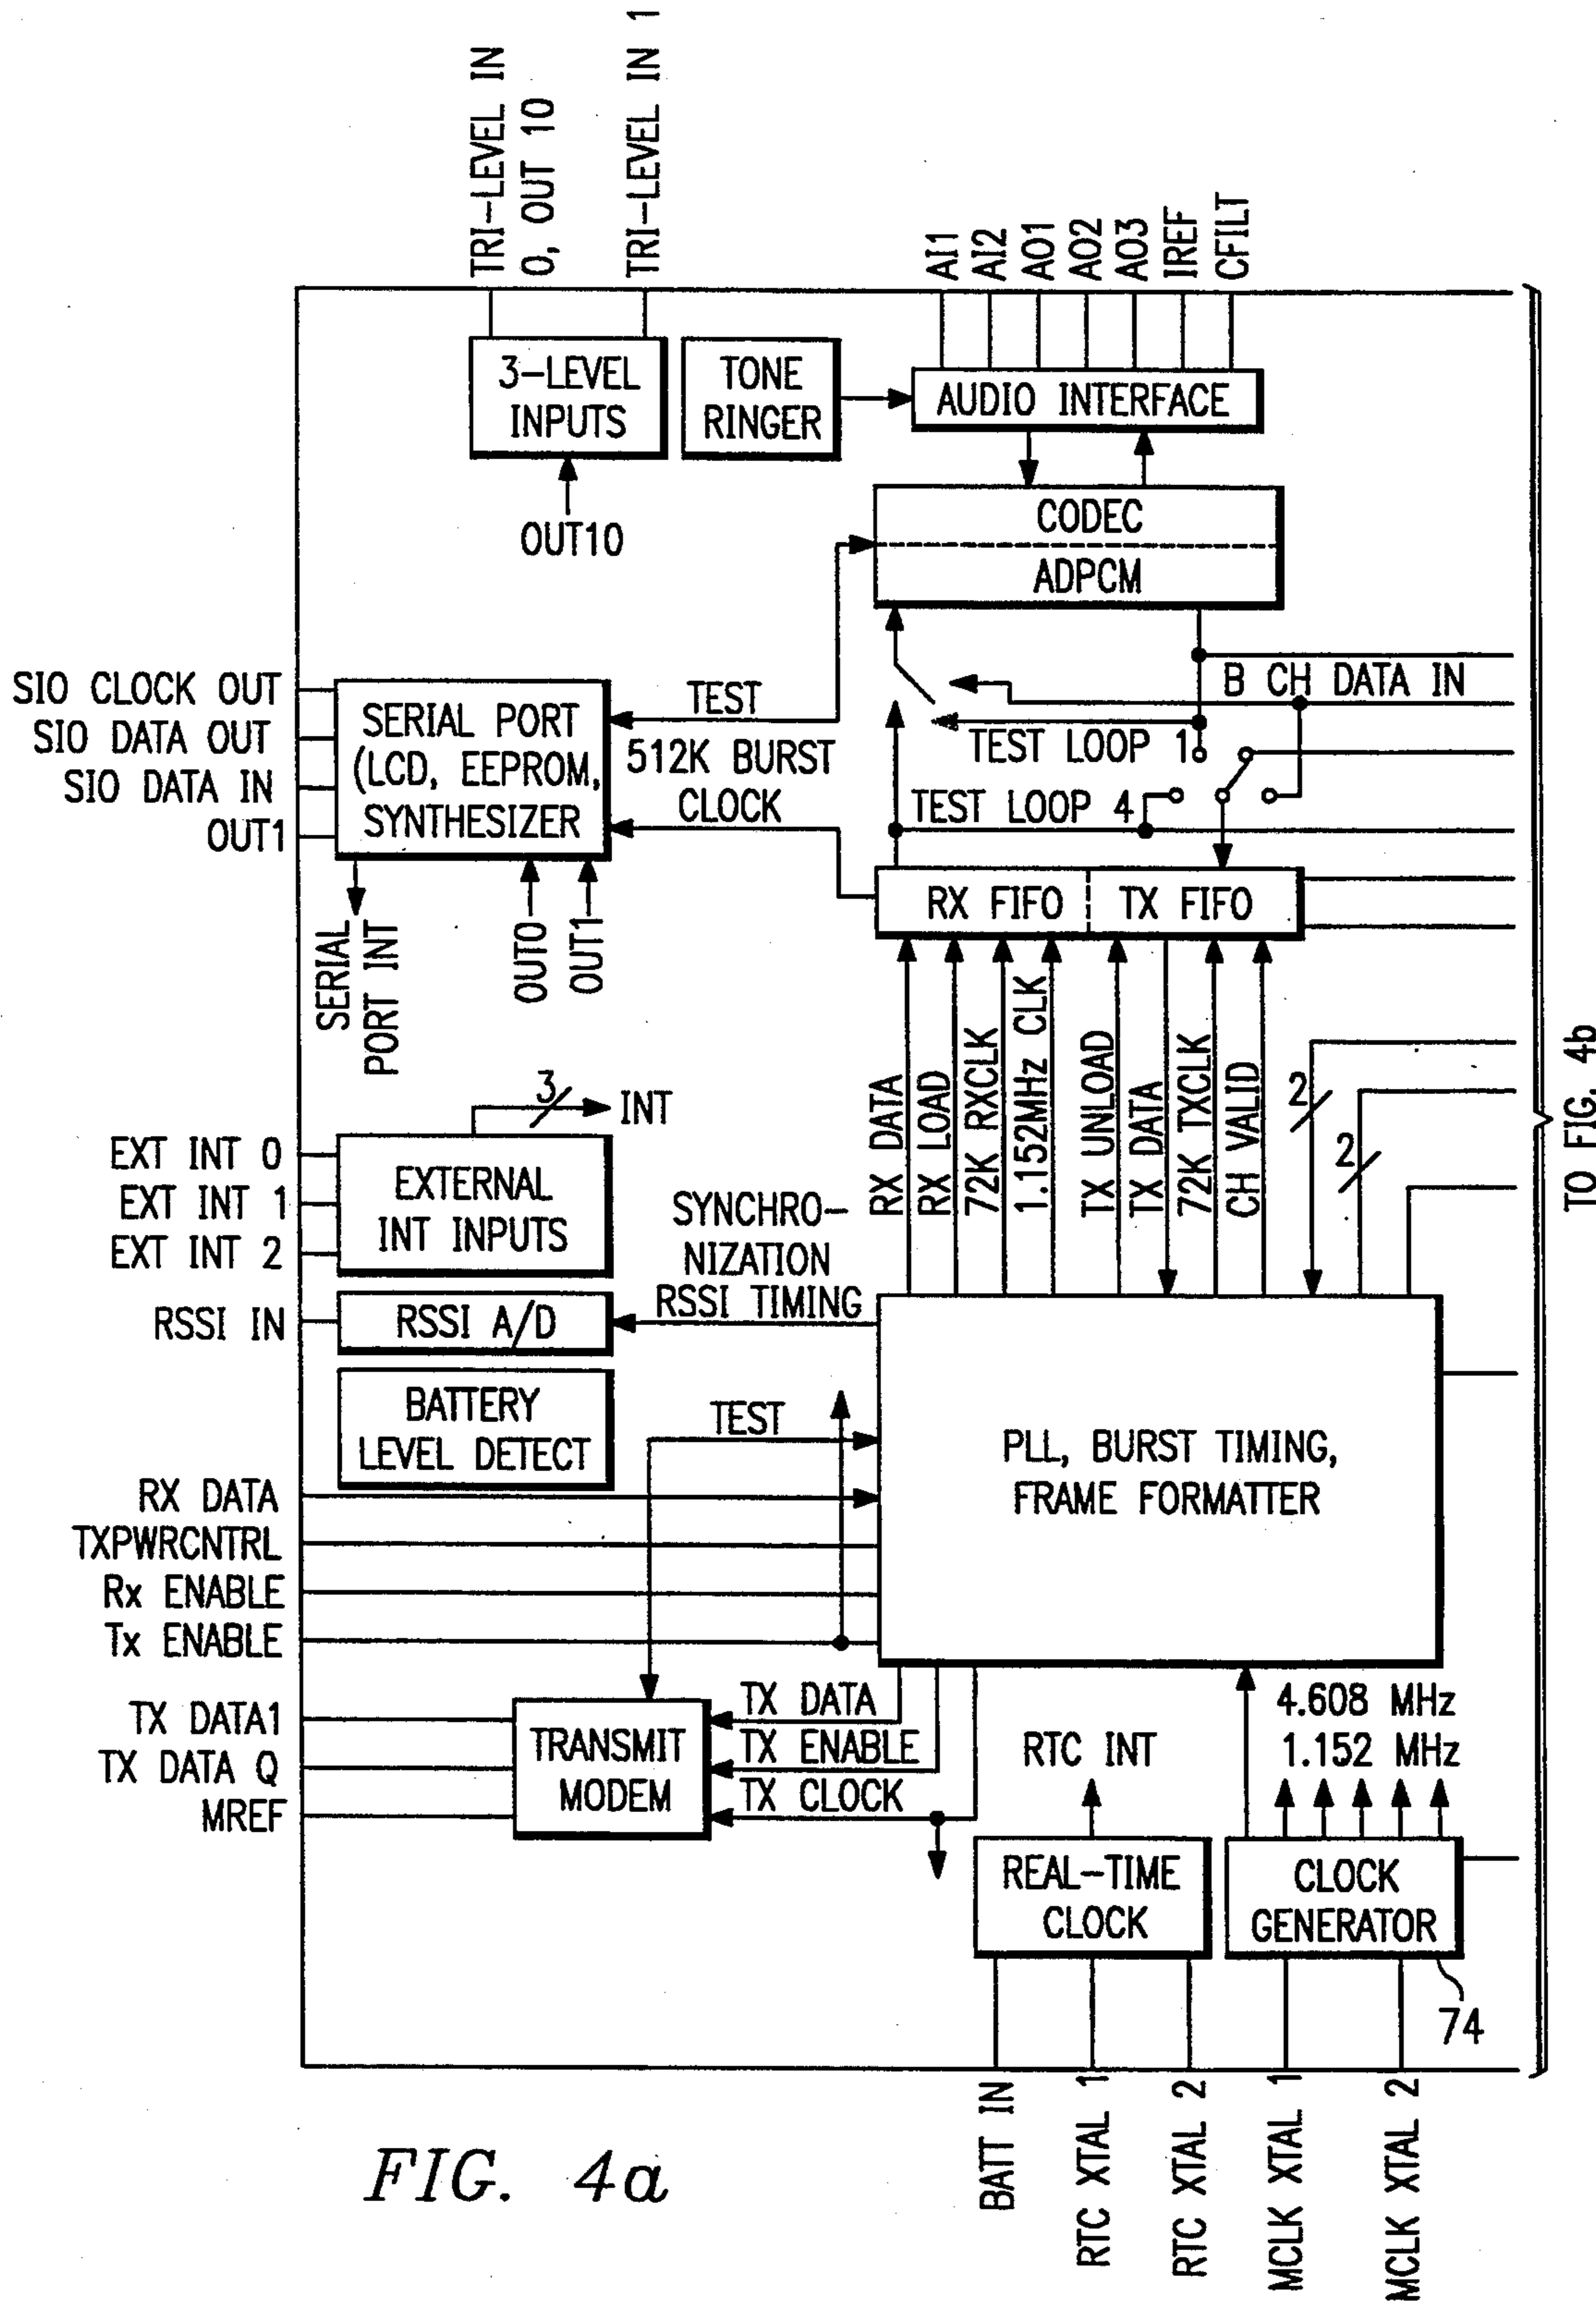 TRI-LEVEL IN
0, OUT 10
TRI-LEVEL IN 1
AI1
AI2
AO1
AO2
AO3
IREF
CFILT
3-LEVEL
INPUTS
TONE
RINGER
AUDIO INTERFACE
OUT10
CODEC
ADPCM
SIO CLOCK OUT
SIO DATA OUT
SIO DATA IN
OUT1
SERIAL PORT
(LCD, EEPROM,
SYNTHESIZER
TEST
512K BURST
CLOCK
B CH DATA IN
TEST LOOP 1
TEST LOOP 4
RX FIFO
TX FIFO
SERIAL
PORT INT
OUT0
OUT1
RX DATA
RX LOAD
72K RXCLK
1.152MHz CLK
TX UNLOAD
TX DATA
72K TXCLK
CH VALID
2
2
TO FIG. 4b
3
INT
EXT INT 0
EXT INT 1
EXT INT 2
EXTERNAL
INT INPUTS
SYNCHRO-
NIZATION
RSSI TIMING
RSSI IN
RSSI A/D
BATTERY
LEVEL DETECT
TEST
PLL, BURST TIMING,
FRAME FORMATTER
RX DATA
TXPWRCNTRL
Rx ENABLE
Tx ENABLE
TX DATA1
TX DATA Q
MREF
TRANSMIT
MODEM
TX DATA
TX ENABLE
TX CLOCK
RTC INT
4.608 MHz
1.152 MHz
REAL-TIME
CLOCK
CLOCK
GENERATOR
74
BATT IN
RTC XTAL 1
RTC XTAL 2
MCLK XTAL 1
MCLK XTAL 2
FIG. 4a